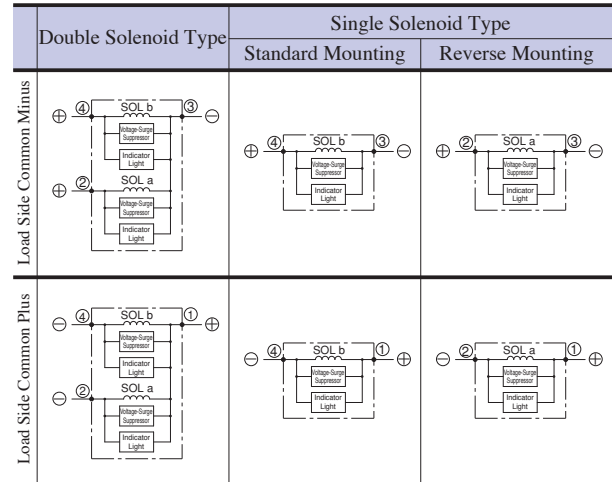 Double Solenoid Type
Single Solenoid Type
Standard Mounting
Reverse Mounting
Load Side Common Minus
④ SOL b ③
⊕ ⊖
Voltage-Surge
Suppressor
Indicator
Light
② SOL a
⊕
Voltage-Surge
Suppressor
Indicator
Light
④ SOL b ③
⊕ ⊖
Voltage-Surge
Suppressor
Indicator
Light
② SOL a ③
⊕ ⊖
Voltage-Surge
Suppressor
Indicator
Light
Load Side Common Plus
④ SOL b ①
⊖ ⊕
Voltage-Surge
Suppressor
Indicator
Light
② SOL a
⊖
Voltage-Surge
Suppressor
Indicator
Light
④ SOL b ①
⊖ ⊕
Voltage-Surge
Suppressor
Indicator
Light
② SOL a ①
⊖ ⊕
Voltage-Surge
Suppressor
Indicator
Light